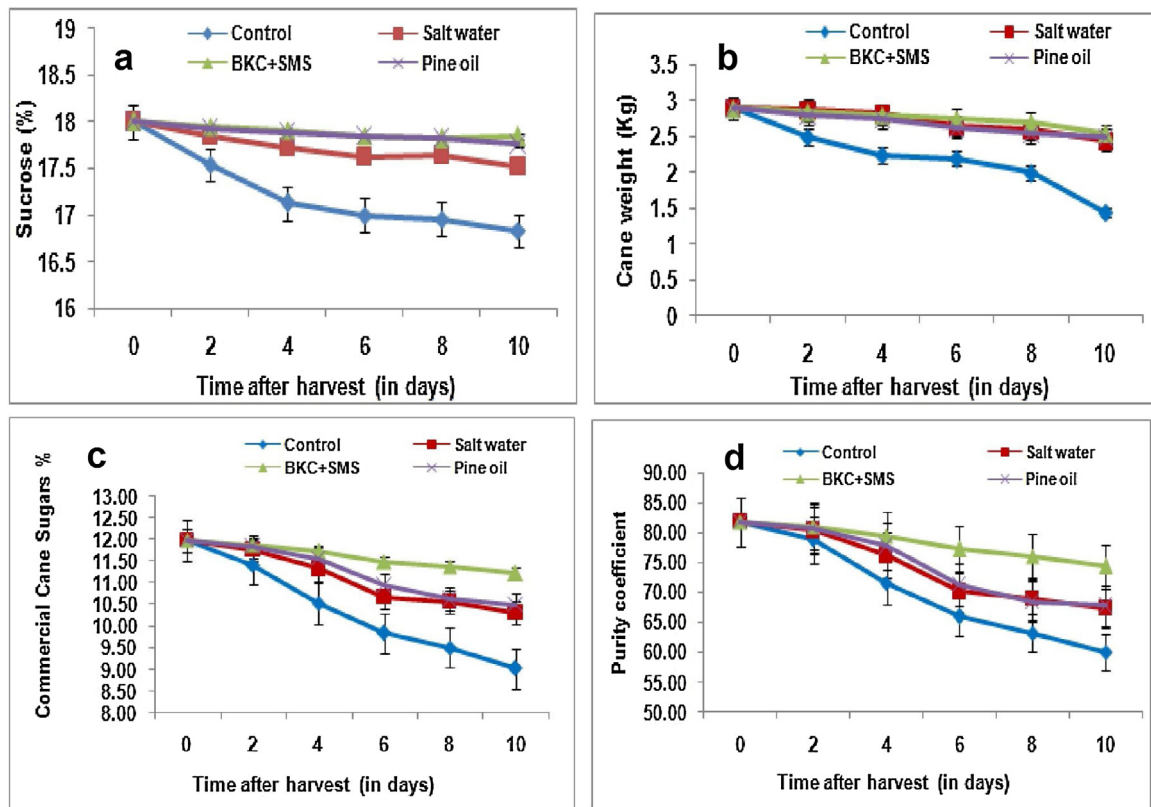 a
Control
Salt water
BKC+SMS
Pine oil
Sucrose (%)
18.5
19
18
17.5
17
16.5
16
0 2 4 6 8 10
Time after harvest (in days)
b
Control
Salt water
BKC+SMS
Pine oil
Cane weight (Kg)
3.5
3
2.5
2
1.5
1
0.5
0
0 2 4 6 8 10
Time after harvest (in days)
c
Control
Salt water
BKC+SMS
Pine oil
Commercial Cane Sugars %
13.00
12.50
12.00
11.50
11.00
10.50
10.00
9.50
9.00
8.50
8.00
0 2 4 6 8 10
Time after harvest (in days)
d
Control
Salt water
BKC+SMS
Pine oil
Purity coefficient
90.00
85.00
80.00
75.00
70.00
65.00
60.00
55.00
50.00
0 2 4 6 8 10
Time after harvest (in days)